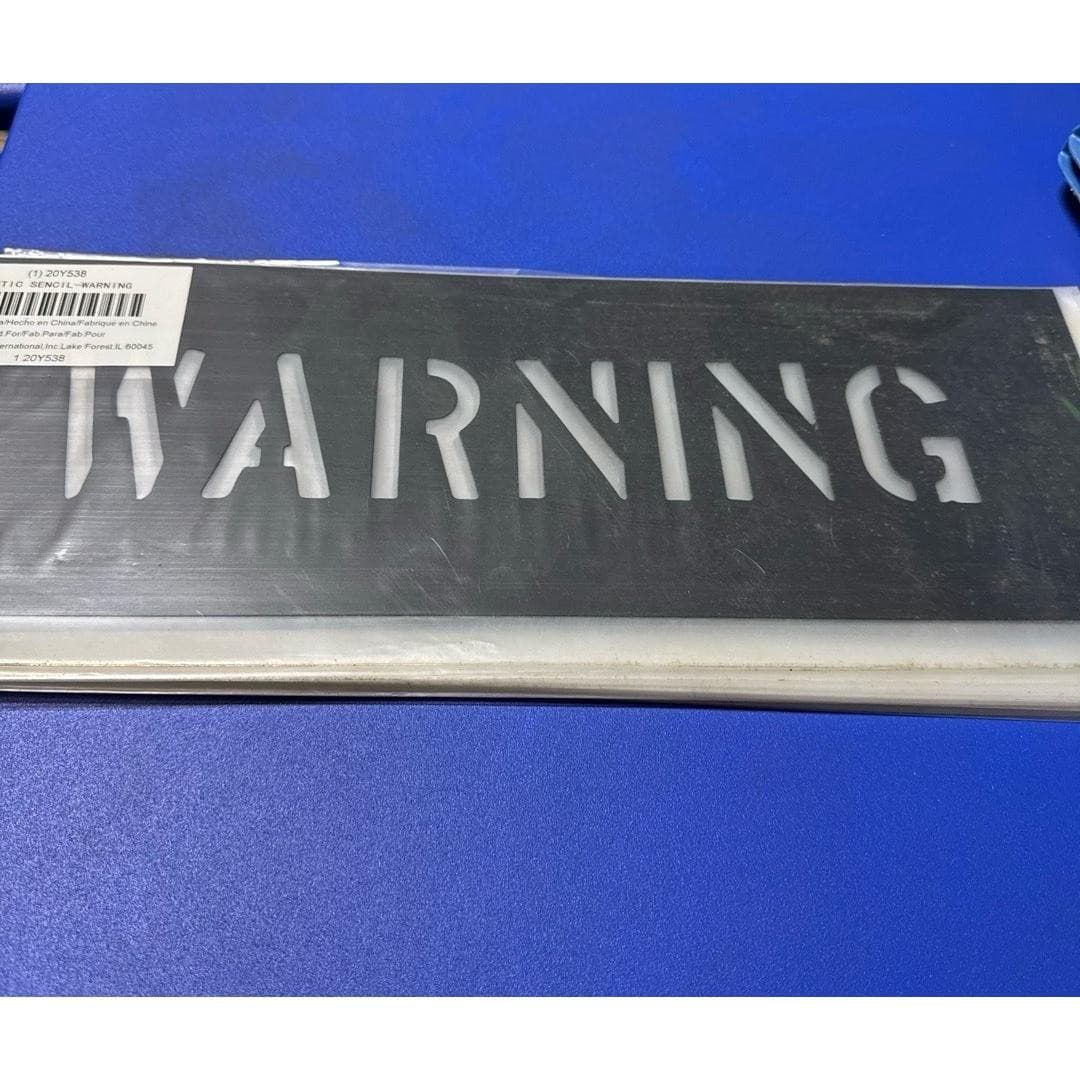 (1) 20Y538
TIC SENCIL-WARNING
/Hecho en China/Fabrique en Chine
.For/Fab.Para/Fab.Pour
ernational,Inc.Lake Forest,IL 60045
1 20Y538
WARNING